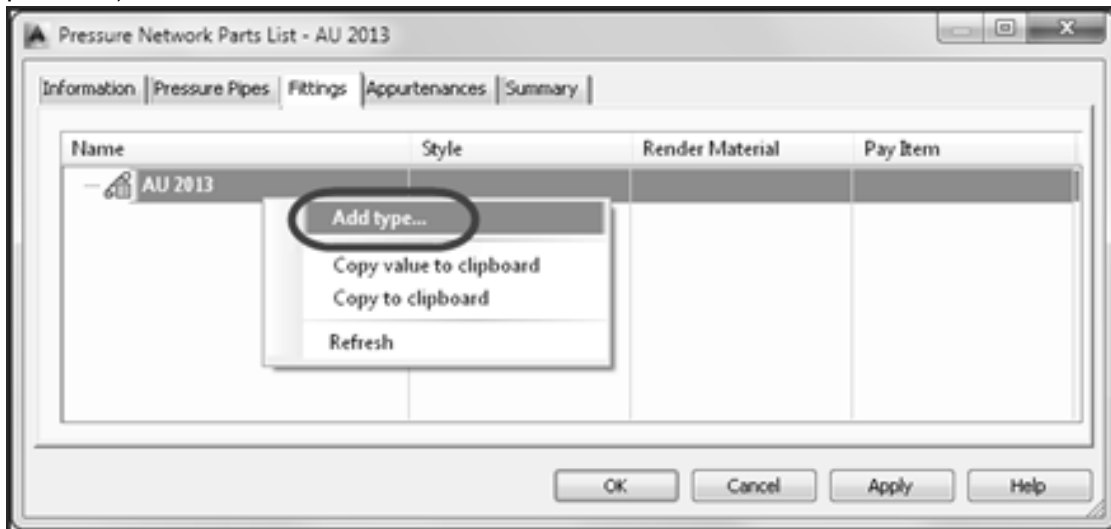 Pressure Network Parts List - AU 2013
Information Pressure Pipes Fittings Appurtenances Summary
Name Style Render Material Pay Item
AU 2013
Add type...
Copy value to clipboard
Copy to clipboard
Refresh
OK Cancel Apply Help